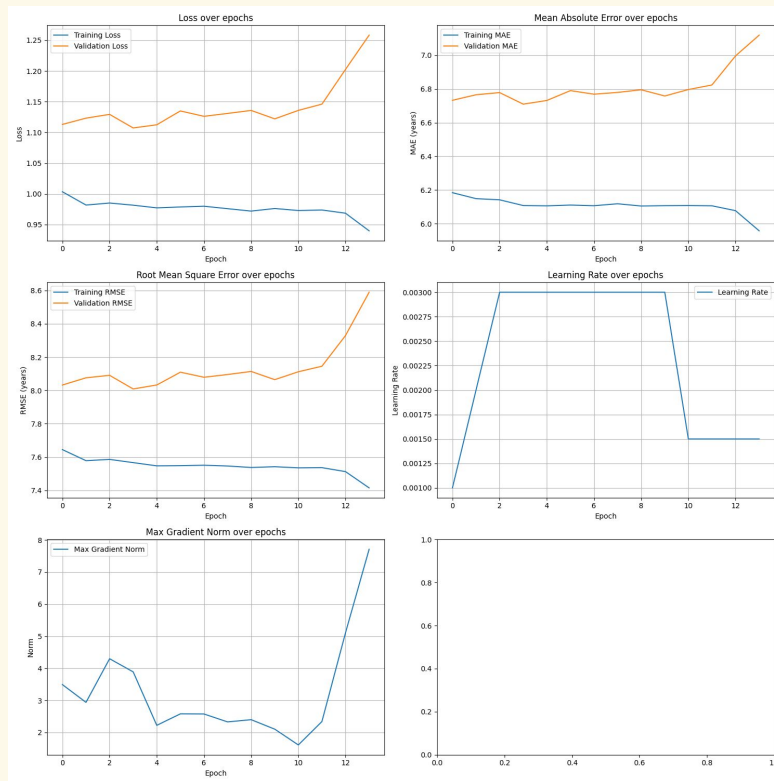 Loss over epochs
Training Loss
Validation Loss
1.25
1.20
1.15
1.10
1.05
1.00
0.95
Loss
0 2 4 6 8 10 12
Epoch
Mean Absolute Error over epochs
Training MAE
Validation MAE
7.0
6.8
6.6
6.4
6.2
6.0
MAE (years)
0 2 4 6 8 10 12
Epoch
Root Mean Square Error over epochs
Training RMSE
Validation RMSE
8.6
8.4
8.2
8.0
7.8
7.6
7.4
RMSE (years)
0 2 4 6 8 10 12
Epoch
Learning Rate over epochs
Learning Rate
0.00300
0.00275
0.00250
0.00225
0.00200
0.00175
0.00150
0.00125
0.00100
Learning Rate
0 2 4 6 8 10 12
Epoch
Max Gradient Norm over epochs
Max Gradient Norm
8
7
6
5
4
3
2
Norm
0 2 4 6 8 10 12
Epoch
1.0
0.8
0.6
0.4
0.2
0.0
0.0 0.2 0.4 0.6 0.8